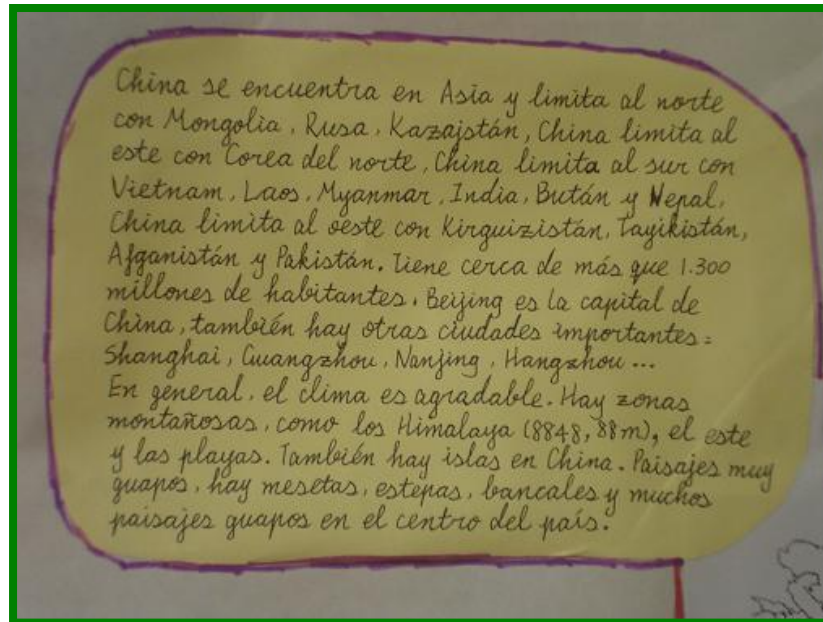 China se encuentra en Asia y limita al norte
con Mongolia, Rusa, Kazajstán, China limita al
este con Corea del norte, China limita al sur con
Vietnam, Laos, Myanmar, India, Bután y Nepal,
China limita al oeste con Kirguizistán, Tayikistán,
Afganistán y Pakistán. Tiene cerca de más que 1.300
millones de habitantes. Beijing es la capital de
China, también hay otras ciudades importantes:
Shanghai, Guangzhou, Nanjing, Hangzhou ...
En general, el clima es agradable. Hay zonas
montañosas, como los Himalaya (8848,88m), el este
y las playas. También hay islas en China. Paisajes muy
guapos, hay mesetas, estepas, bancales y muchos
paisajes guapos en el centro del país.